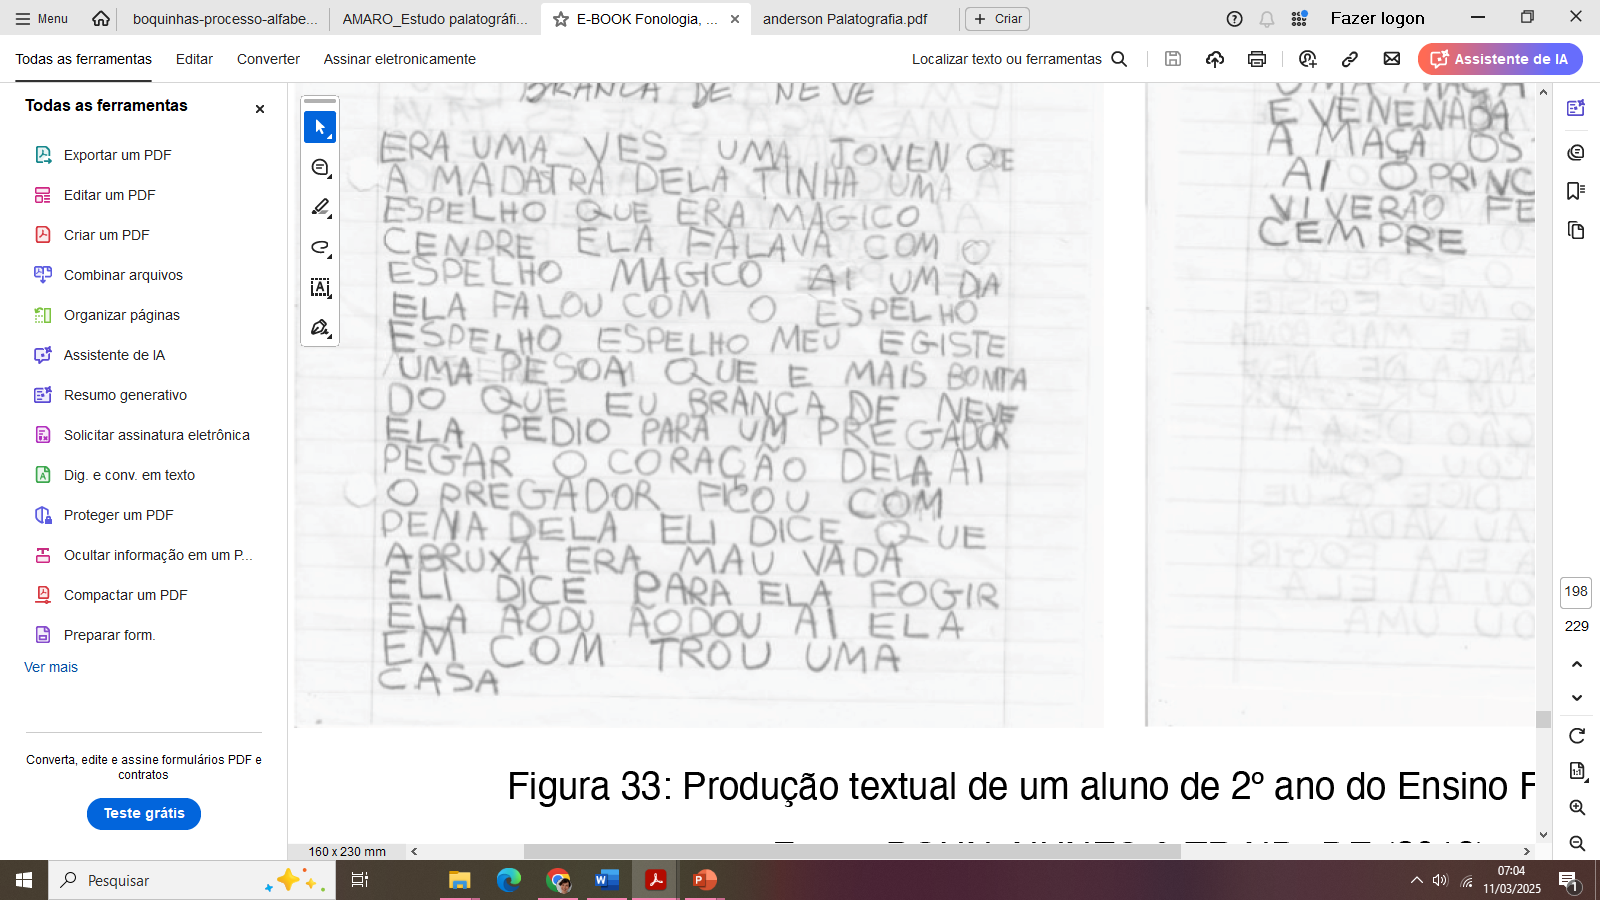 Menu
boquinhas-processo-alfabe...
AMARO_Estudo palatográfi...
E-BOOK Fonologia, ...
anderson Palatografia.pdf
Criar
Fazer logon
Todas as ferramentas
Editar
Converter
Assinar eletronicamente
Localizar texto ou ferramentas
Assistente de IA
Todas as ferramentas
Exportar um PDF
Editar um PDF
Criar um PDF
Combinar arquivos
Organizar páginas
Assistente de IA
Resumo generativo
Solicitar assinatura eletrônica
Dig. e conv. em texto
Proteger um PDF
Ocultar informação em um P...
Compactar um PDF
Preparar form.
Ver mais
Converta, edite e assine formulários PDF e
contratos
Teste grátis
BRANCA DE NEVE
ERA UMA VES UMA JOVEN QE
A MADATRA DELA TINHA UMA
ESPELHO QUE ERA MAGICO
CENPRE ELA FALAVA COM O
ESPELHO MAGICO AI UM DA
ELA FALOU COM O ESPELHO
ESPELHO ESPELHO MEU EGISTE
UMA PESOA QUE E MAIS BONITA
DO QUE EU BRANCA DE NEVE
ELA PEDIO PARA UM PREGADOR
PEGAR O CORAÇÃO DELA AI
O PREGADOR FICOU COM
PENA DELA ELI DICE QUE
ABRUXA ERA MAU VADA
ELI DICE PARA ELA FOGIR
ELA AODU AODOU AI ELA
EM COM TROU UMA
CASA
UMA MAÇA
E VENENADA
A MAÇA OS
AI O PRINC
VIVERÃO FE
CEMPRE
Figura 33: Produção textual de um aluno de 2º ano do Ensino F
160 x 230 mm
198
229
Pesquisar
07:04
11/03/2025
1